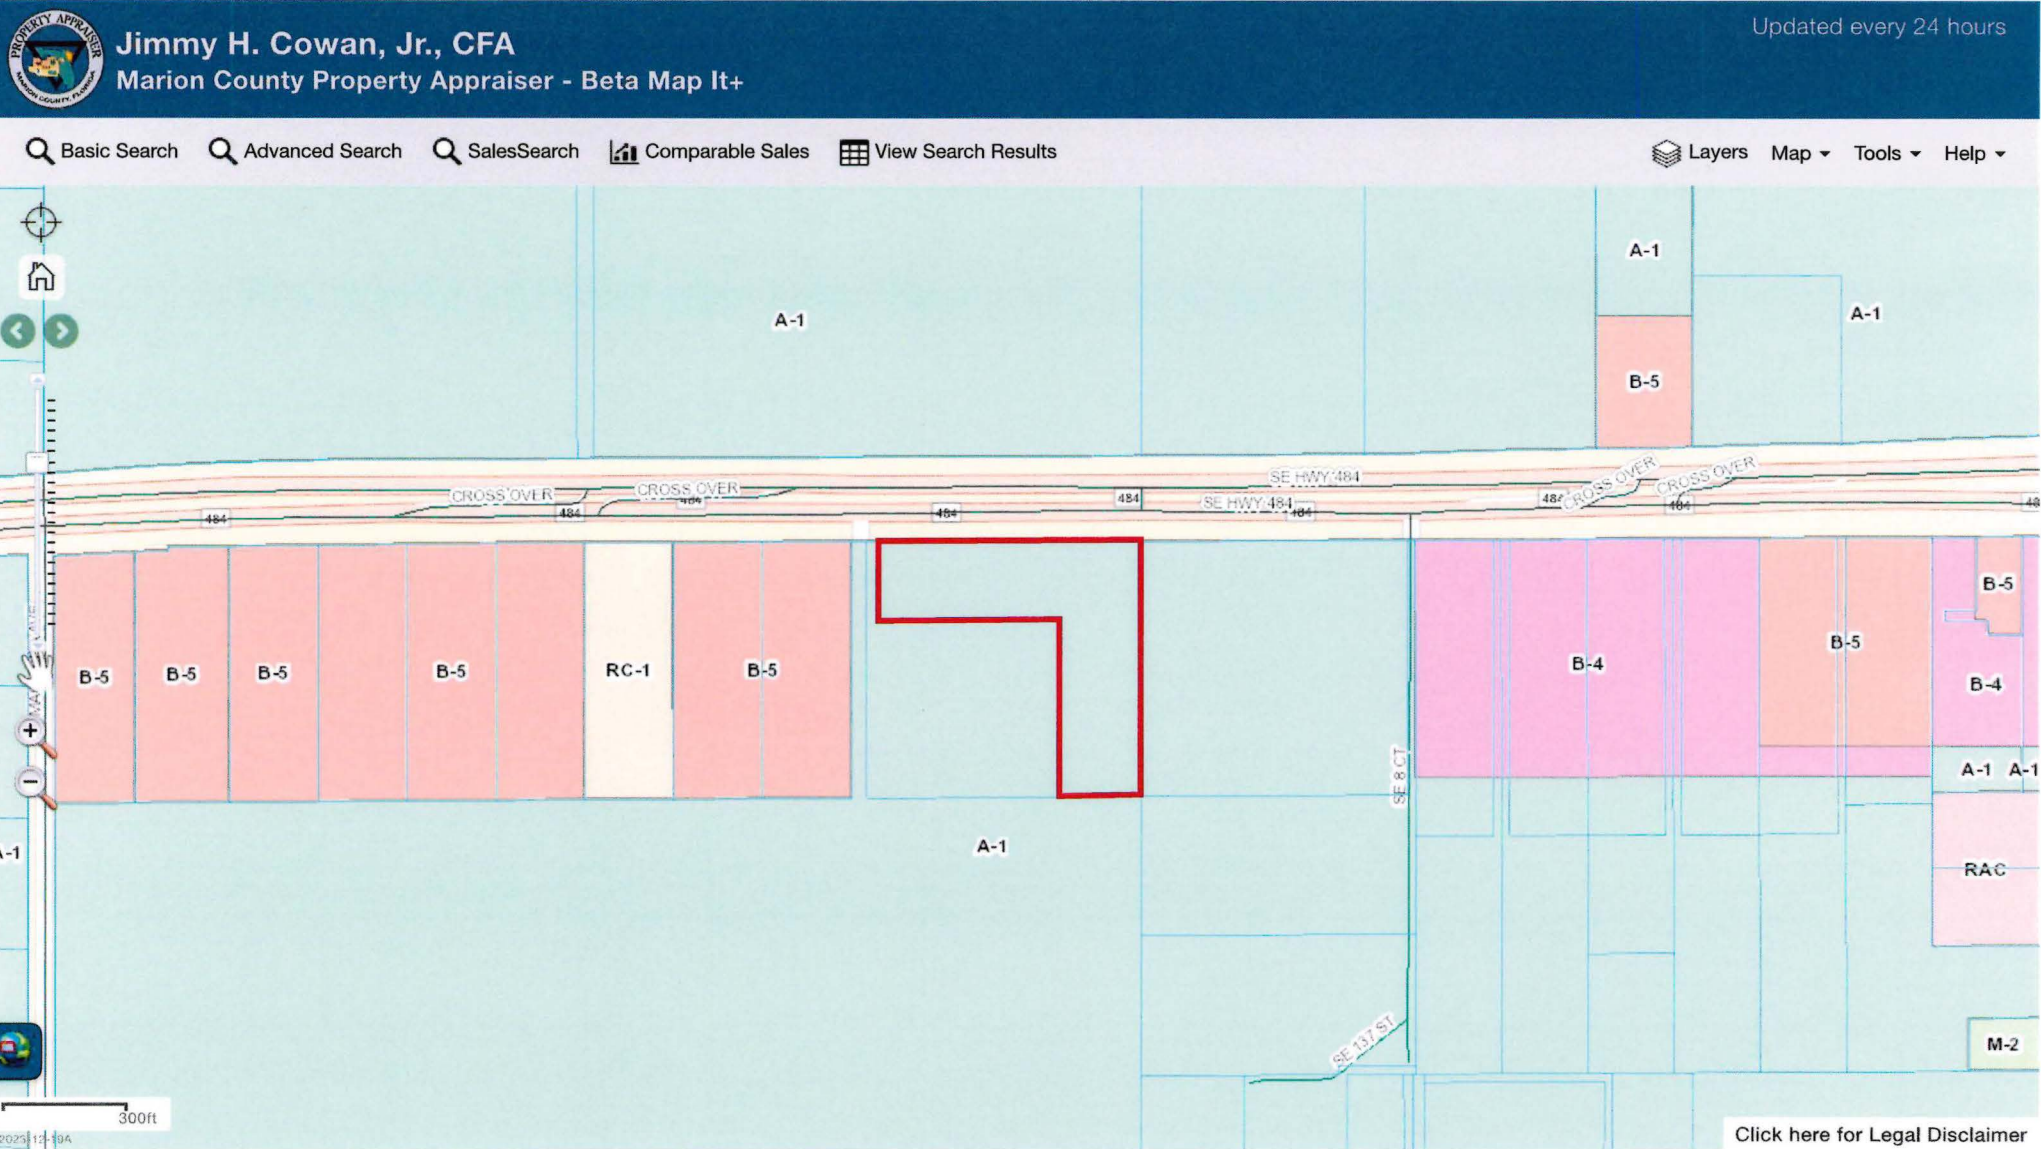 PROPERTY APPRAISER
MARION COUNTY, FLORIDA
Jimmy H. Cowan, Jr., CFA
Marion County Property Appraiser - Beta Map It+
Updated every 24 hours
Basic Search
Advanced Search
SalesSearch
Comparable Sales
View Search Results
Layers
Map
Tools
Help
A-1
A-1
A-1
B-5
SE HWY 484
CROSS OVER
CROSS OVER
CROSS OVER
CROSS OVER
484
484
484
484
484
SE HWY 484
484
484
484
B-5
B-5
B-5
B-5
B-5
RC-1
B-5
B-4
B-5
B-4
SE 8 CT
A-1
A-1
A-1
RAC
SE 137 ST
M-2
300ft
2023-12-19A
Click here for Legal Disclaimer